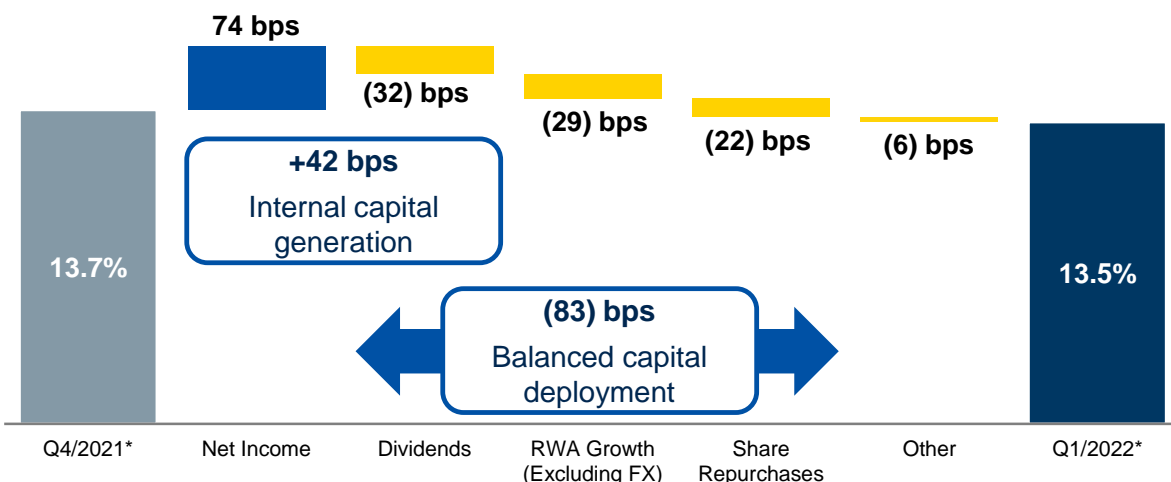 74 bps
(32) bps
(29) bps
(22) bps
(6) bps
+42 bps
Internal capital
generation
13.7%
13.5%
(83) bps
Balanced capital
deployment
Q4/2021*
Net Income
Dividends
RWA Growth
(Excluding FX)
Share
Repurchases
Other
Q1/2022*